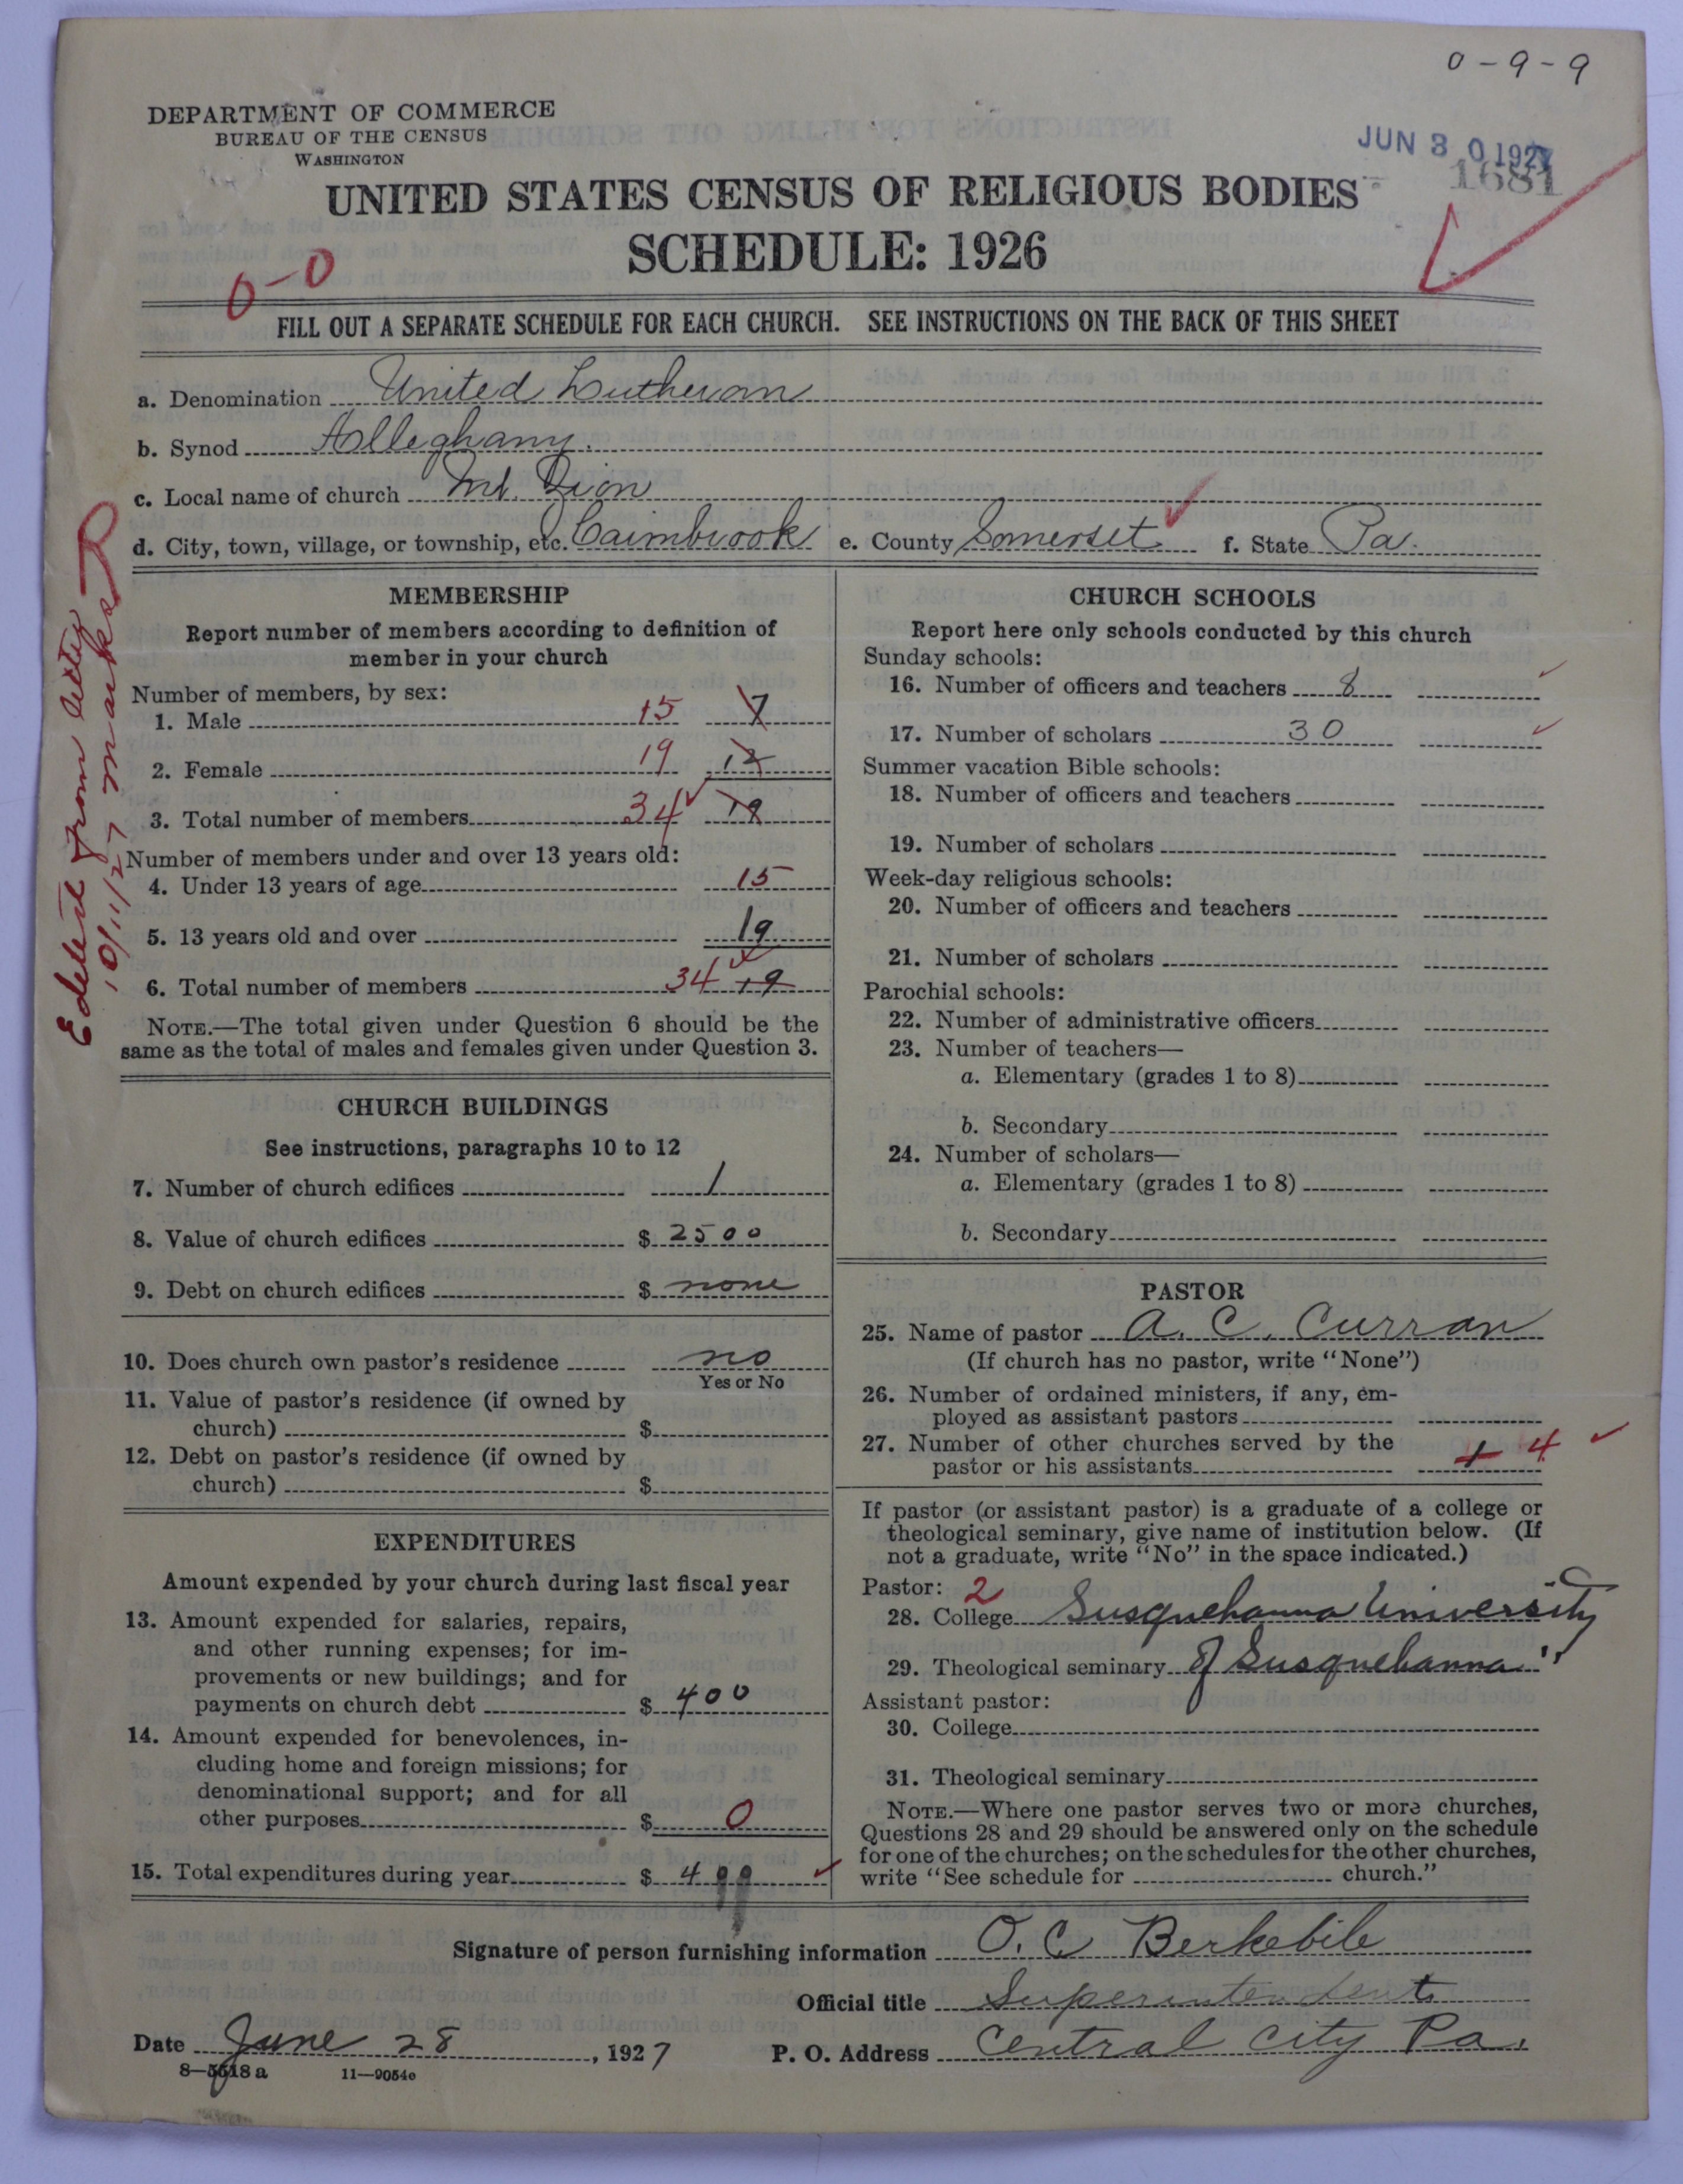 0-9-9
DEPARTMENT OF COMMERCE
BUREAU OF THE CENSUS
WASHINGTON
JUN 30 1927
1681
UNITED STATES CENSUS OF RELIGIOUS BODIES
SCHEDULE: 1926
0-0
FILL OUT A SEPARATE SCHEDULE FOR EACH CHURCH. SEE INSTRUCTIONS ON THE BACK OF THIS SHEET
a. Denomination United Lutheran
b. Synod Alleghany.
c. Local name of church Mt. Zion
d. City, town, village, or township, etc. Cairnbrook e. County Somerset f. State Pa.
Edited from letter
10/11/27 marked
MEMBERSHIP
Report number of members according to definition of
member in your church
Number of members, by sex:
1. Male 15 7
2. Female 19 12
3. Total number of members 34 19
Number of members under and over 13 years old:
4. Under 13 years of age 15
5. 13 years old and over 19
6. Total number of members 34 19
NOTE.—The total given under Question 6 should be the
same as the total of males and females given under Question 3.
CHURCH BUILDINGS
See instructions, paragraphs 10 to 12
7. Number of church edifices 1
8. Value of church edifices $ 2500
9. Debt on church edifices $ none
10. Does church own pastor's residence no
Yes or No
11. Value of pastor's residence (if owned by
church) $
12. Debt on pastor's residence (if owned by
church) $
EXPENDITURES
Amount expended by your church during last fiscal year
13. Amount expended for salaries, repairs,
and other running expenses; for im-
provements or new buildings; and for
payments on church debt $ 400
14. Amount expended for benevolences, in-
cluding home and foreign missions; for
denominational support; and for all
other purposes $ 0
15. Total expenditures during year $
CHURCH SCHOOLS
Report here only schools conducted by this church
Sunday schools:
16. Number of officers and teachers 8
17. Number of scholars 30
Summer vacation Bible schools:
18. Number of officers and teachers
19. Number of scholars
Week-day religious schools:
20. Number of officers and teachers
21. Number of scholars
Parochial schools:
22. Number of administrative officers
23. Number of teachers—
a. Elementary (grades 1 to 8)
b. Secondary
24. Number of scholars—
a. Elementary (grades 1 to 8)
b. Secondary
PASTOR
25. Name of pastor A. C. Curran
(If church has no pastor, write "None")
26. Number of ordained ministers, if any, em-
ployed as assistant pastors
27. Number of other churches served by the
pastor or his assistants 4
If pastor (or assistant pastor) is a graduate of a college or
theological seminary, give name of institution below. (If
not a graduate, write "No" in the space indicated.)
Pastor: 2
28. College Susquehanna University
29. Theological seminary of Susquehanna "
Assistant pastor:
30. College
31. Theological seminary
NOTE.—Where one pastor serves two or more churches,
Questions 28 and 29 should be answered only on the schedule
for one of the churches; on the schedules for the other churches,
write "See schedule for church."
Signature of person furnishing information O. C. Berkebile
Official title Superintendent
Date June 28, 1927 P. O. Address Central City Pa.
8-5518 a 11-9054e